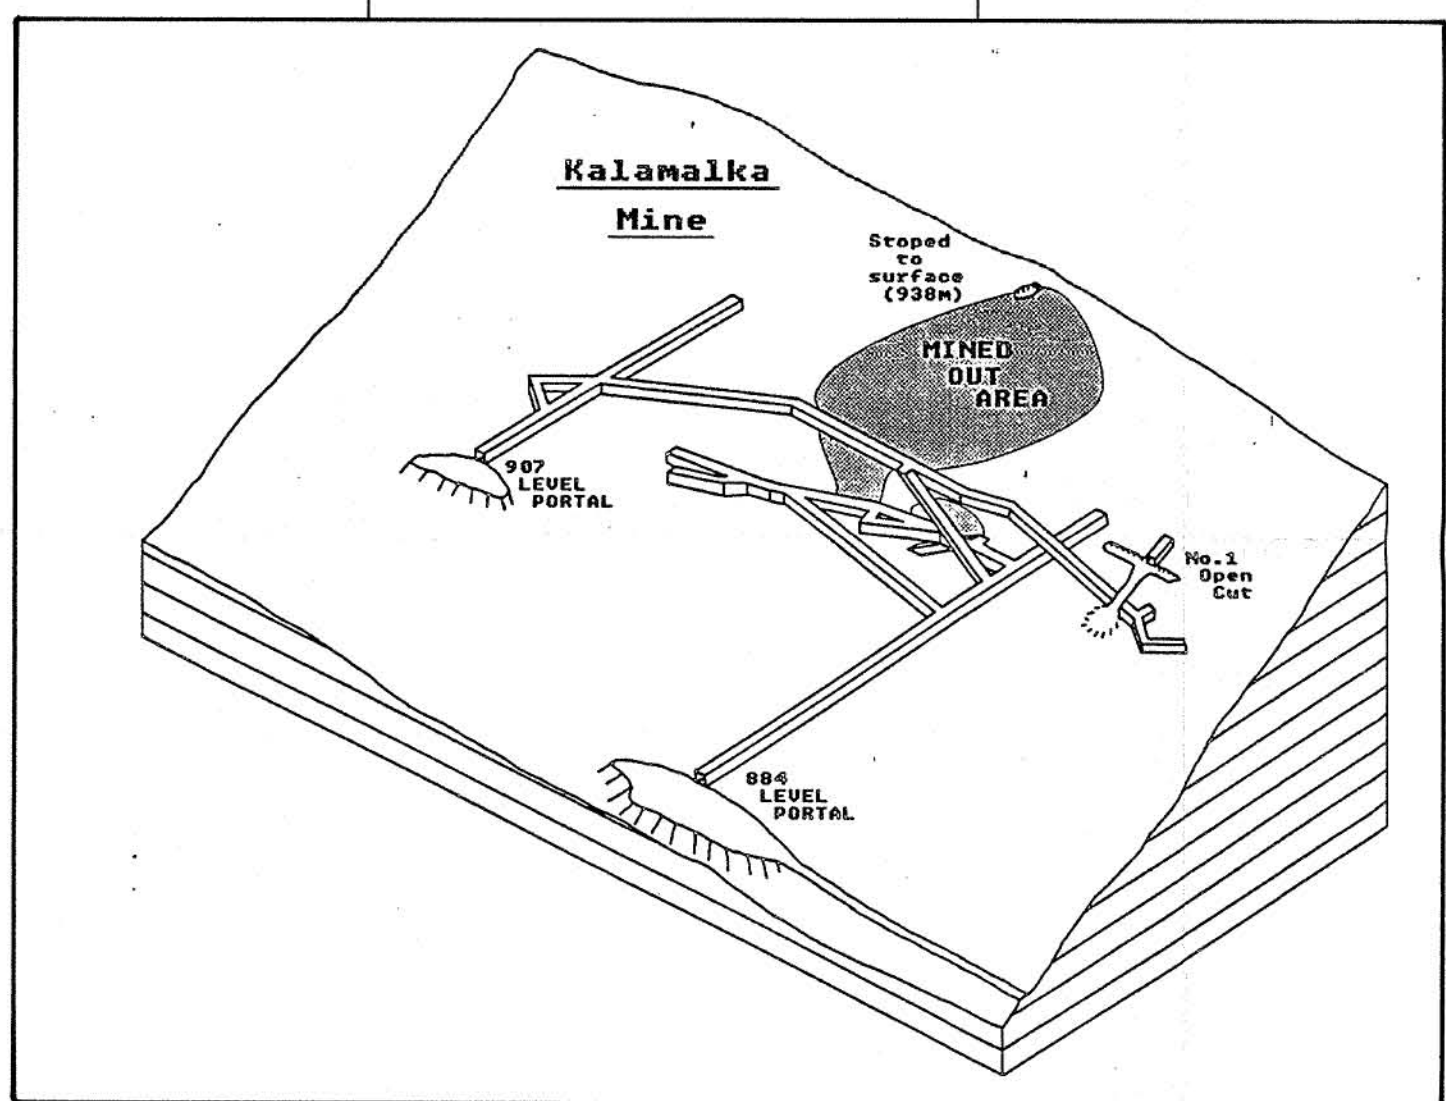 Kalamalka
Mine
Stoped
to
surface
(938m)
MINED
OUT
AREA
907
LEVEL
PORTAL
No.1
Open
Cut
884
LEVEL
PORTAL